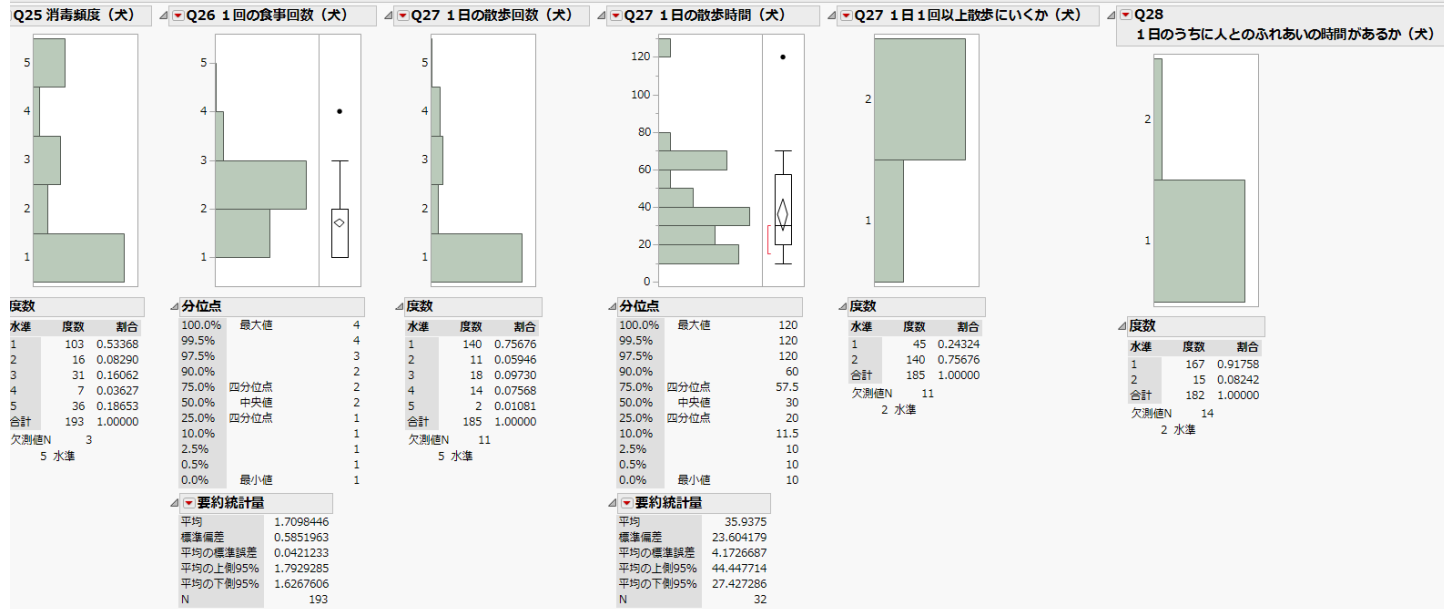 Q25 消毒頻度（犬）
5
4
3
2
1
度数
水準 度数 割合
1 103 0.53368
2 16 0.08290
3 31 0.16062
4 7 0.03627
5 36 0.18653
合計 193 1.00000
欠測値N 3
5 水準
Q26 １回の食事回数（犬）
5
4
3
2
1
分位点
100.0% 最大値 4
99.5% 4
97.5% 3
90.0% 2
75.0% 四分位点 2
50.0% 中央値 2
25.0% 四分位点 1
10.0% 1
2.5% 1
0.5% 1
0.0% 最小値 1
要約統計量
平均 1.7098446
標準偏差 0.5851963
平均の標準誤差 0.0421233
平均の上側95% 1.7929285
平均の下側95% 1.6267606
N 193
Q27 １日の散歩回数（犬）
5
4
3
2
1
度数
水準 度数 割合
1 140 0.75676
2 11 0.05946
3 18 0.09730
4 14 0.07568
5 2 0.01081
合計 185 1.00000
欠測値N 11
5 水準
Q27 １日の散歩時間（犬）
120
100
80
60
40
20
0
分位点
100.0% 最大値 120
99.5% 120
97.5% 120
90.0% 60
75.0% 四分位点 57.5
50.0% 中央値 30
25.0% 四分位点 20
10.0% 11.5
2.5% 10
0.5% 10
0.0% 最小値 10
要約統計量
平均 35.9375
標準偏差 23.604179
平均の標準誤差 4.1726687
平均の上側95% 44.447714
平均の下側95% 27.427286
N 32
Q27 １日１回以上散歩にいくか（犬）
2
1
度数
水準 度数 割合
1 45 0.24324
2 140 0.75676
合計 185 1.00000
欠測値N 11
2 水準
Q28
１日のうちに人とのふれあいの時間があるか（犬）
2
1
度数
水準 度数 割合
1 167 0.91758
2 15 0.08242
合計 182 1.00000
欠測値N 14
2 水準